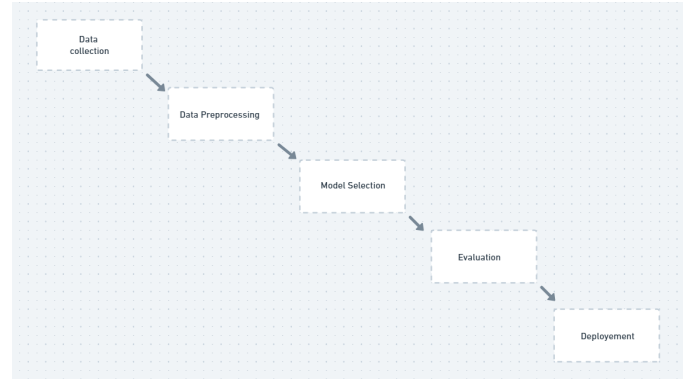 Data
collection
Data Preprocessing
Model Selection
Evaluation
Deployement